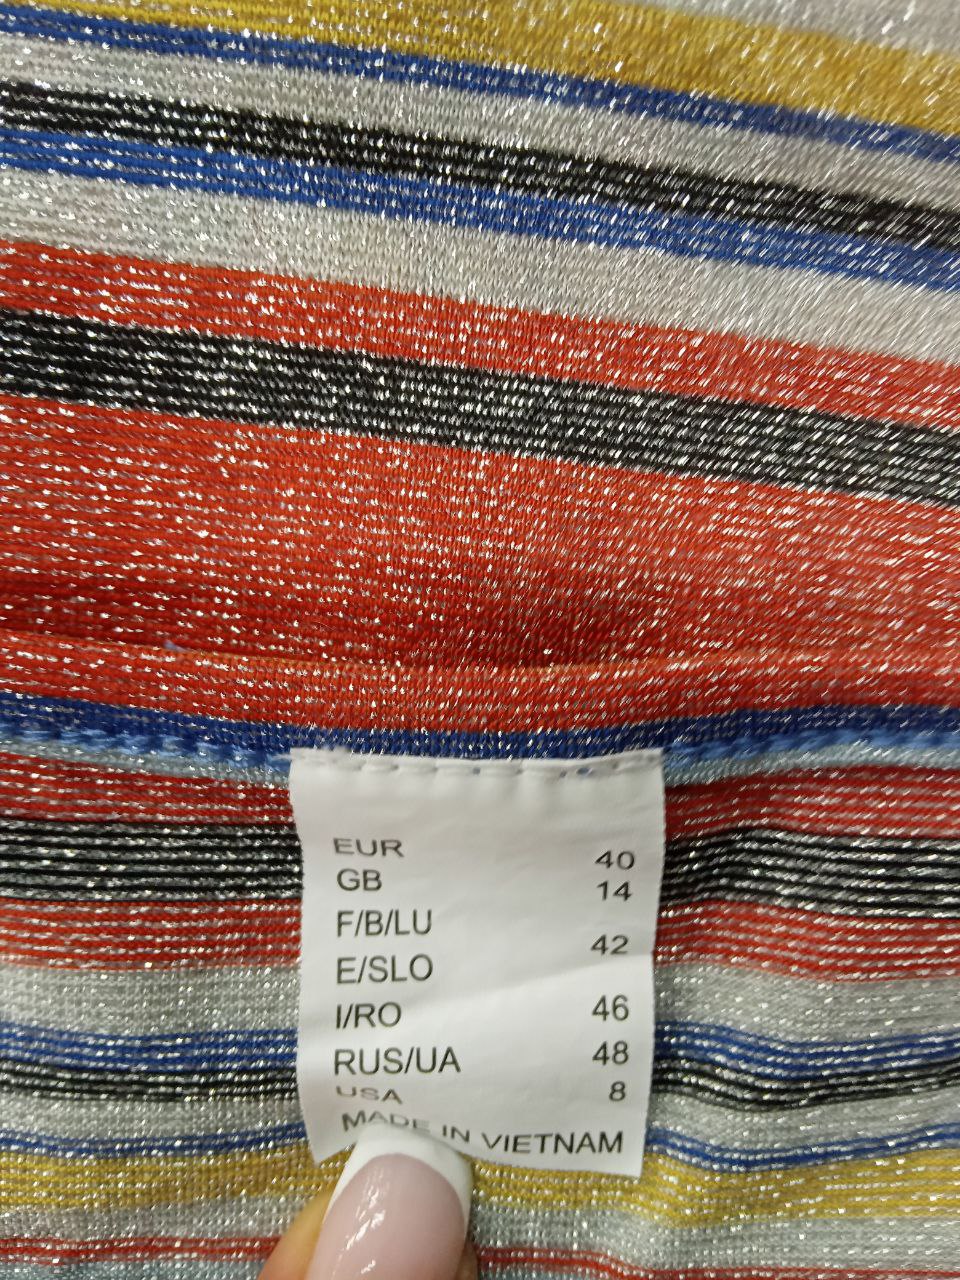 EUR 40
GB 14
F/B/LU
E/SLO 42
I/RO 46
RUS/UA 48
USA 8
MADE IN VIETNAM